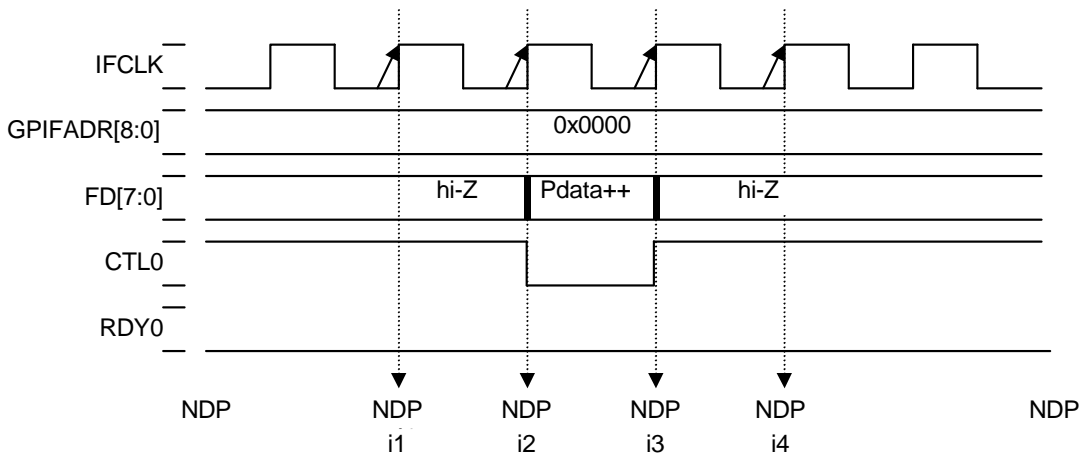 IFCLK
GPIFADR[8:0]
0x0000
FD[7:0]
hi-Z
Pdata++
hi-Z
CTL0
RDY0
NDP NDP NDP NDP NDP NDP
i1 i2 i3 i4